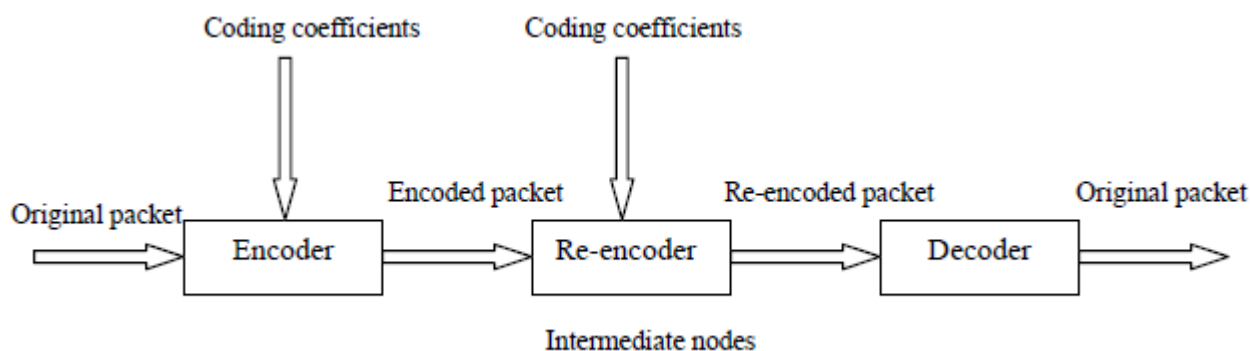 Coding coefficients
Coding coefficients
Encoded packet
Re-encoded packet
Original packet
Original packet
Encoder
Re-encoder
Decoder
Intermediate nodes